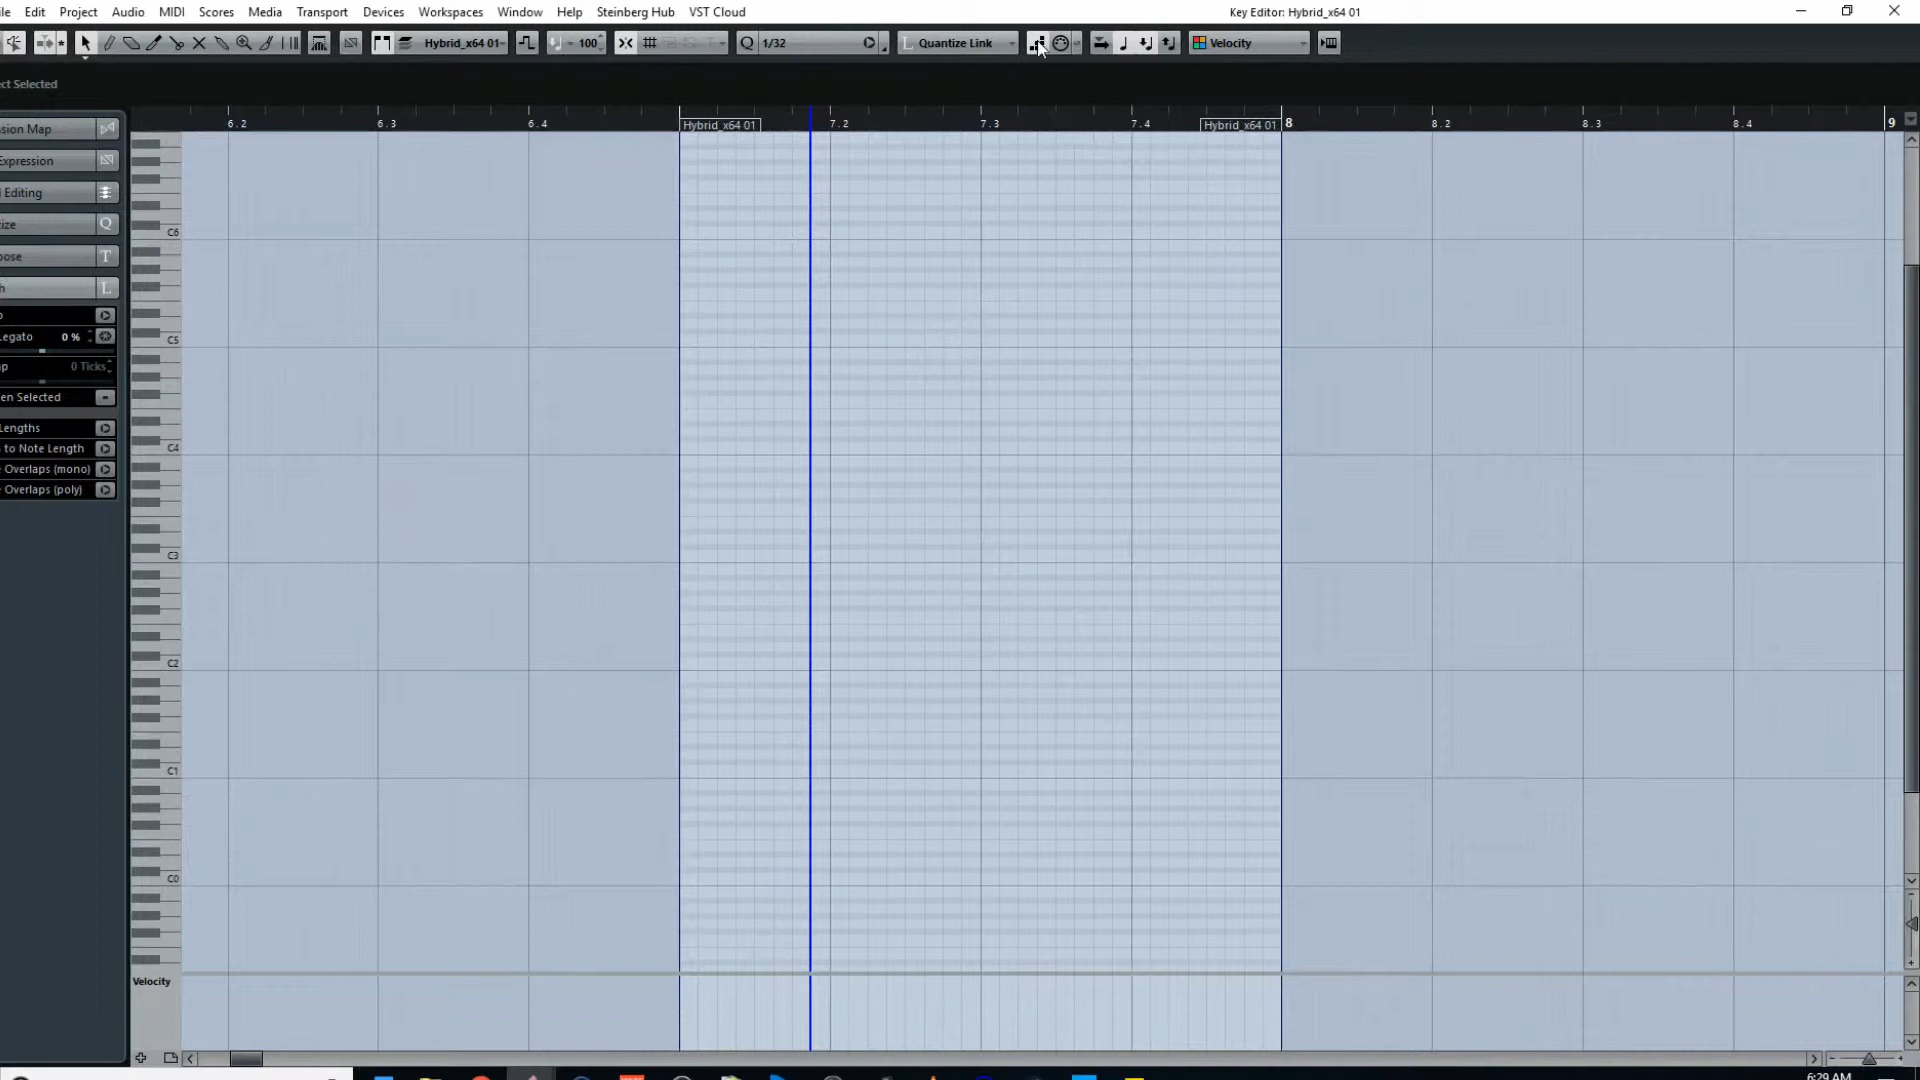 ile Edit Project Audio MIDI Scores Media Transport Devices Workspaces Window Help Steinberg Hub VST Cloud Key Editor: Hybrid_x64 01
Hybrid_x64 01 100 Q 1/32 L Quantize Link Velocity
ct Selected
6.2 6.3 6.4 Hybrid_x64 01 7.2 7.3 7.4 Hybrid_x64 01 8 8.2 8.3 8.4 9
sion Map
Expression
l Editing
ize Q
C6
pose T
h L
o
Legato 0 %
C5
ap 0 Ticks
en Selected
Lengths
s to Note Length
C4
e Overlaps (mono)
e Overlaps (poly)
C3
C2
C1
C0
Velocity
6:29 AM